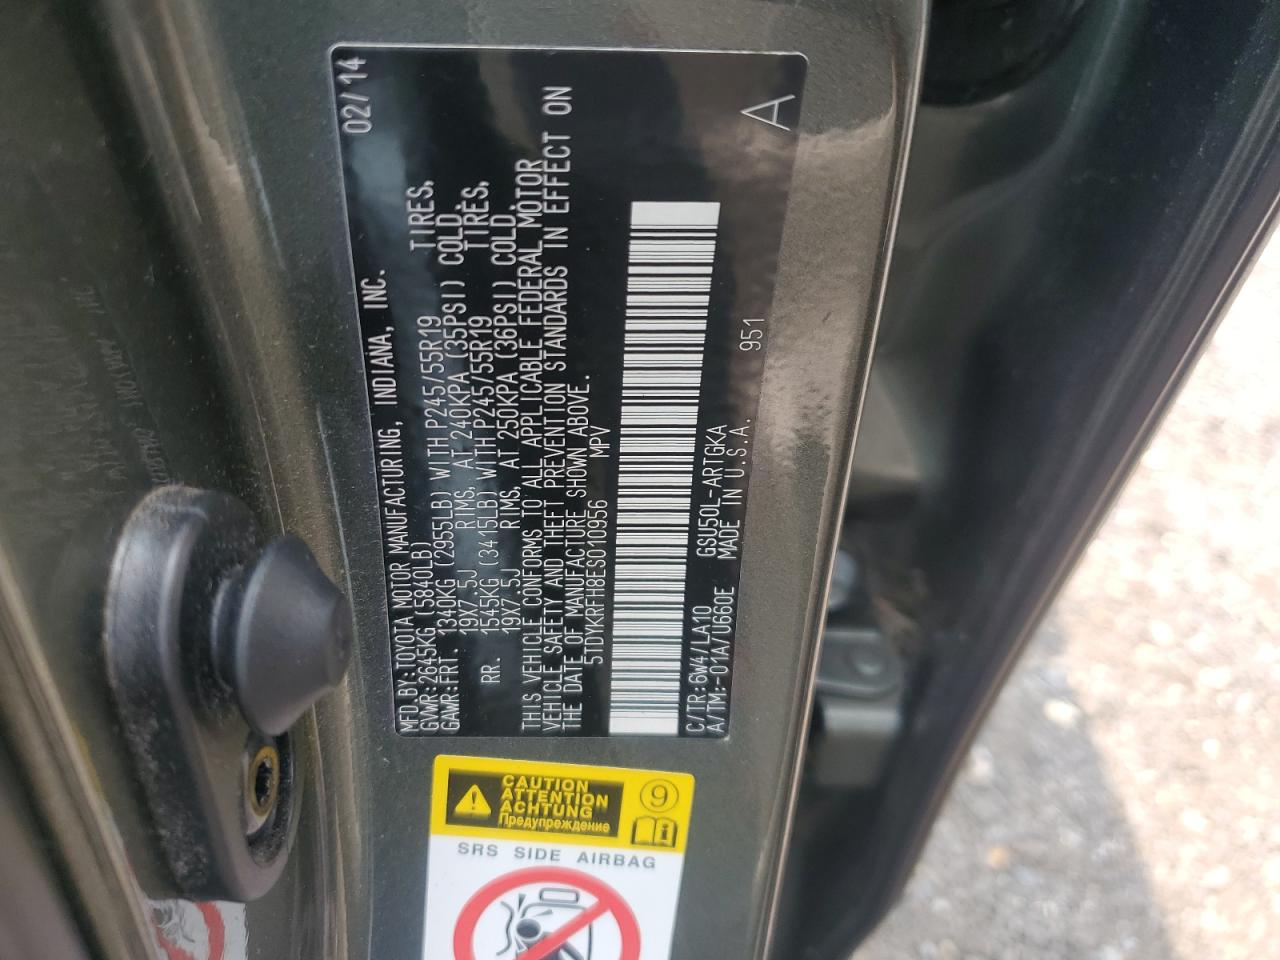 MFD. BY: TOYOTA MOTOR MANUFACTURING, INDIANA, INC. 02/14
GVWR: 2645KG (5840LB)
GAWR: FRT. 1340KG (2955LB) WITH P245/55R19 TIRES,
19X7.5J RIMS, AT 240KPA (35PSI) COLD.
RR. 1545KG (3415LB) WITH P245/55R19 TIRES,
19X7.5J RIMS, AT 250KPA (36PSI) COLD.
THIS VEHICLE CONFORMS TO ALL APPLICABLE FEDERAL MOTOR
VEHICLE SAFETY AND THEFT PREVENTION STANDARDS IN EFFECT ON
THE DATE OF MANUFACTURE SHOWN ABOVE.
5TDYKRFH8ES010956 MPV
C/TR:6W4/LA10 GSU50L-ARTGKA 951
A/TM:-01A/U660E MADE IN U.S.A.
A
CAUTION
ATTENTION
ACHTUNG
Предупреждение
9
SRS SIDE AIRBAG